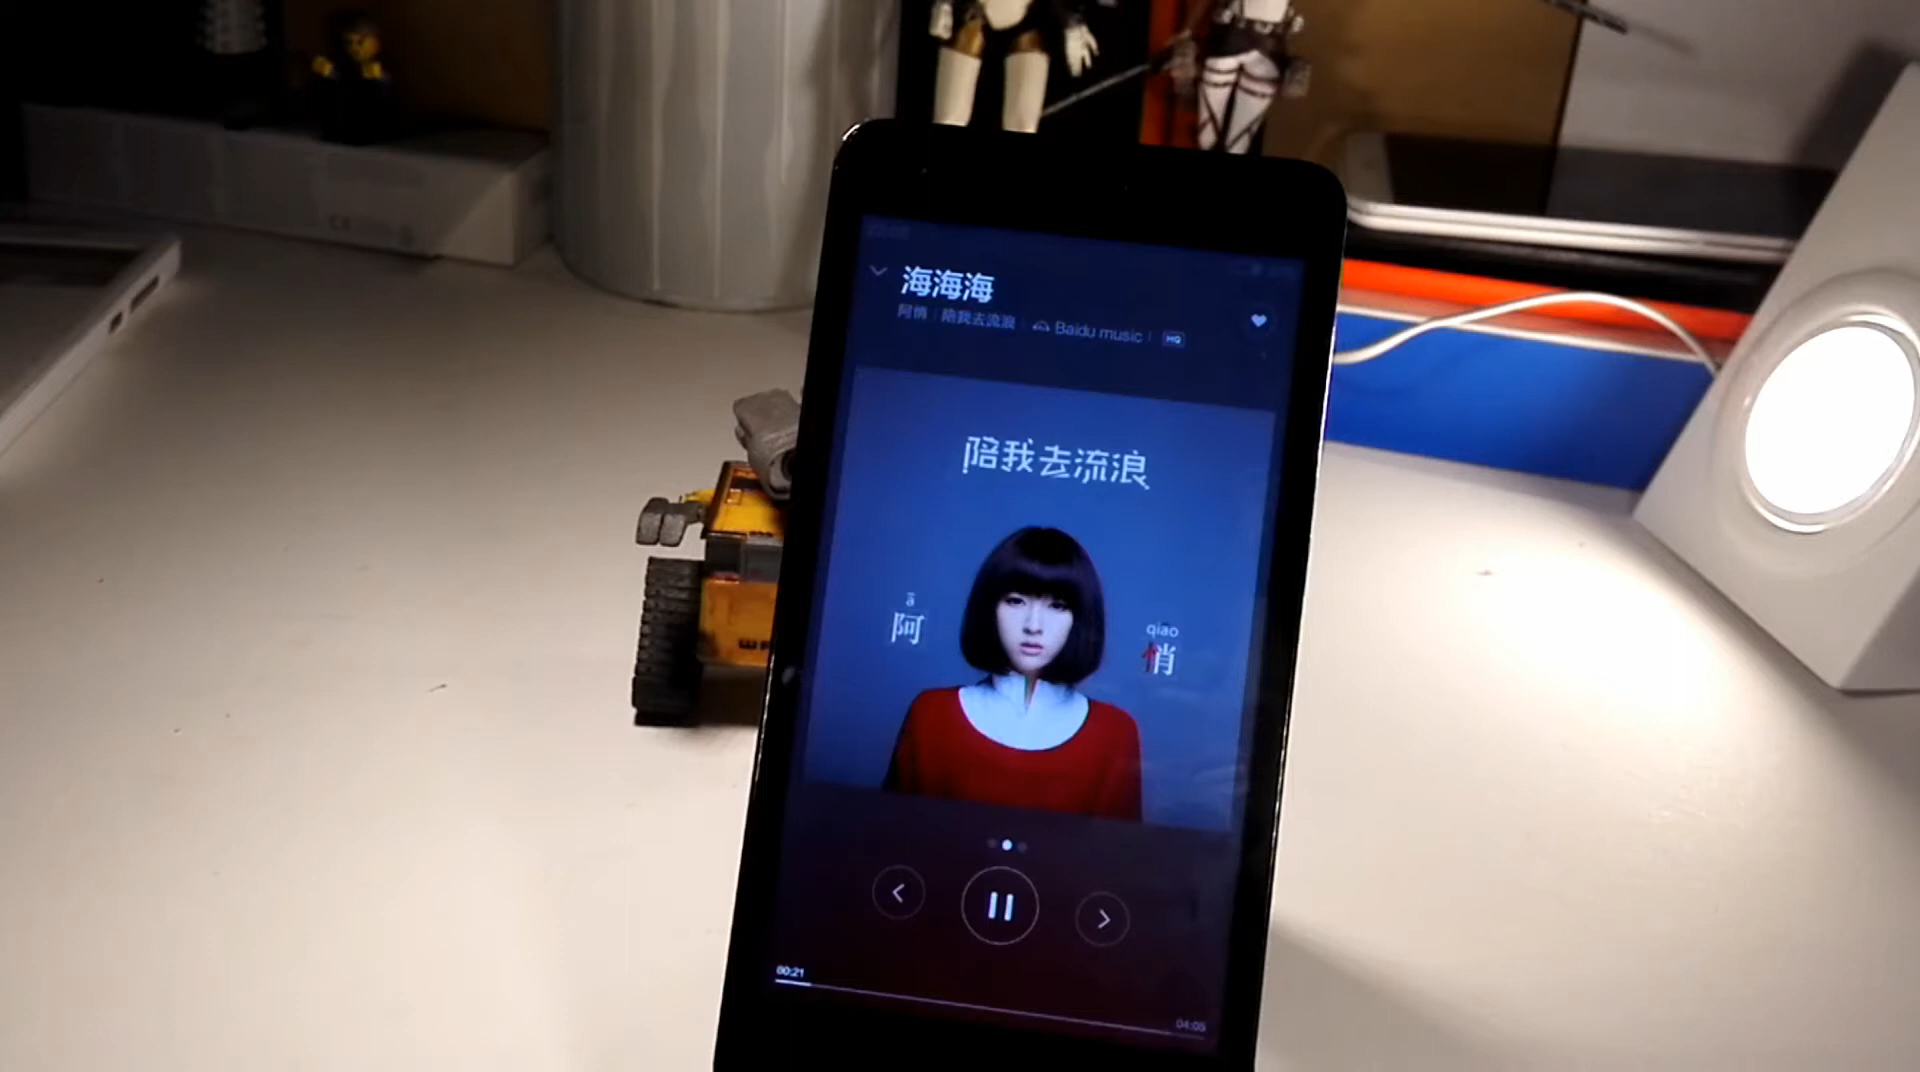 海海海
阿悄 | 陪我去流浪 | Baidu music | HQ
陪我去流浪
ā
阿
qiǎo
悄
00:21
04:05